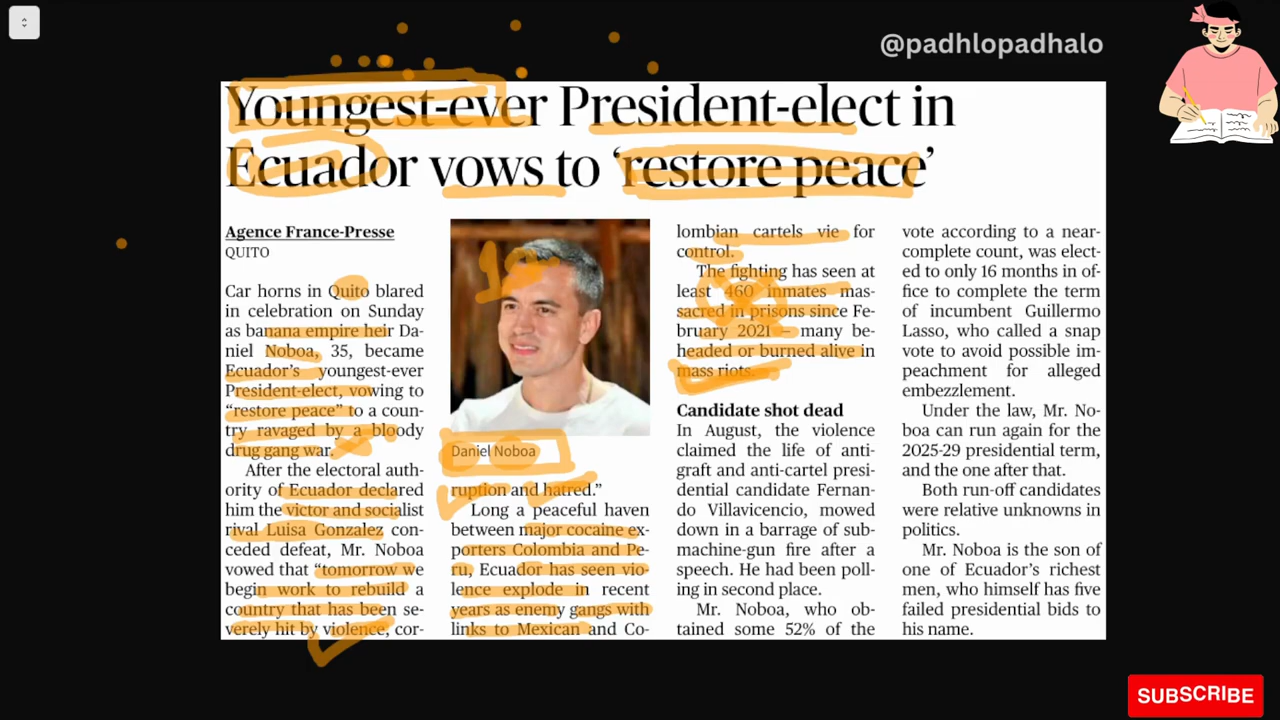 @padhlopadhalo
Youngest-ever President-elect in
Ecuador vows to ‘restore peace’
Agence France-Presse
QUITO
Car horns in Quito blared
in celebration on Sunday
as banana empire heir Da-
niel Noboa, 35, became
Ecuador’s youngest-ever
President-elect, vowing to
“restore peace” to a coun-
try ravaged by a bloody
drug gang war.
After the electoral auth-
ority of Ecuador declared
him the victor and socialist
rival Luisa Gonzalez con-
ceded defeat, Mr. Noboa
vowed that “tomorrow we
begin work to rebuild a
country that has been se-
verely hit by violence, cor-
Daniel Noboa
ruption and hatred.”
Long a peaceful haven
between major cocaine ex-
porters Colombia and Pe-
ru, Ecuador has seen vio-
lence explode in recent
years as enemy gangs with
links to Mexican and Co-
lombian cartels vie for
control.
The fighting has seen at
least 460 inmates mas-
sacred in prisons since Fe-
bruary 2021 — many be-
headed or burned alive in
mass riots.
Candidate shot dead
In August, the violence
claimed the life of anti-
graft and anti-cartel presi-
dential candidate Fernan-
do Villavicencio, mowed
down in a barrage of sub-
machine-gun fire after a
speech. He had been poll-
ing in second place.
Mr. Noboa, who ob-
tained some 52% of the
vote according to a near-
complete count, was elect-
ed to only 16 months in of-
fice to complete the term
of incumbent Guillermo
Lasso, who called a snap
vote to avoid possible im-
peachment for alleged
embezzlement.
Under the law, Mr. No-
boa can run again for the
2025-29 presidential term,
and the one after that.
Both run-off candidates
were relative unknowns in
politics.
Mr. Noboa is the son of
one of Ecuador’s richest
men, who himself has five
failed presidential bids to
his name.
SUBSCRIBE